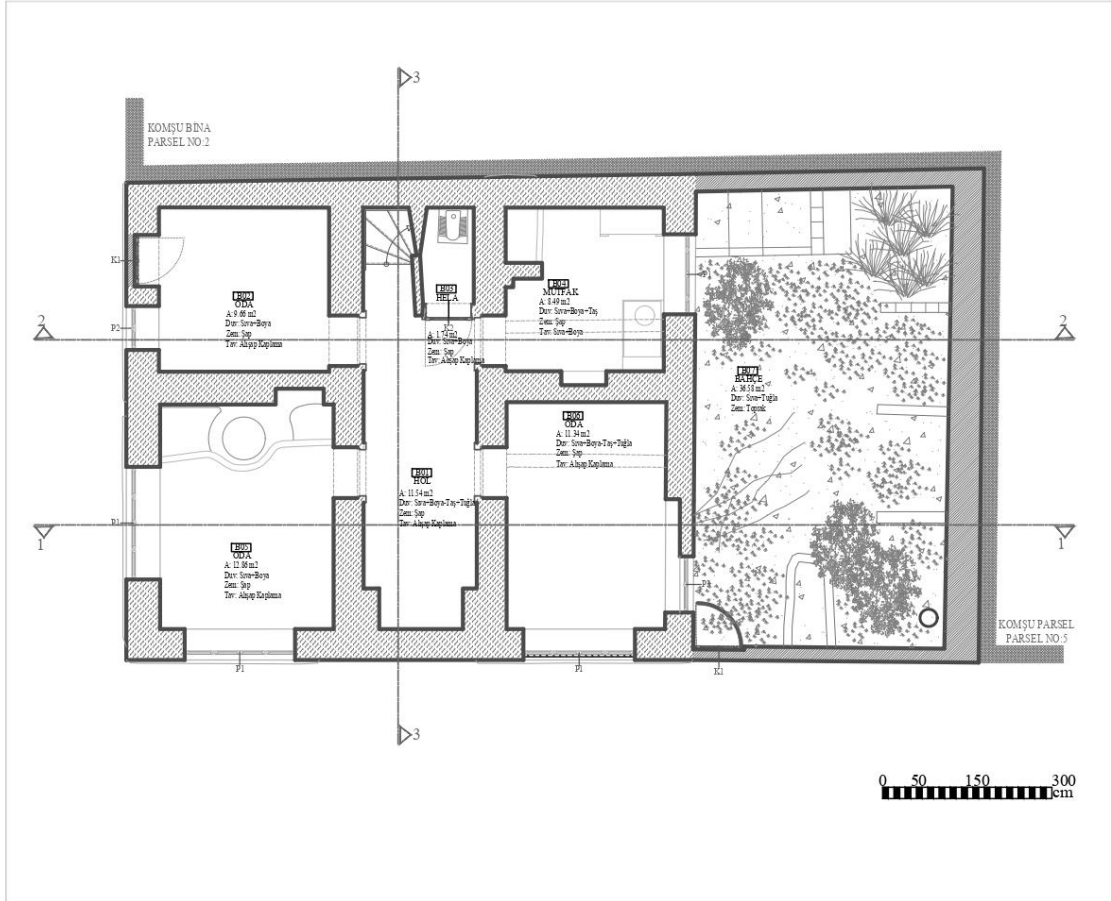 3
KOMŞU BİNA
PARSEL NO:2
K1
B02
ODA
A: 9.66 m2
Duv: Sıva+Boya
Zem: Şap
Tav: Ahşap Kaplama
B03
HELA
K2
A: 1.74 m2
Duv: Sıva+Boya
Zem: Şap
Tav: Ahşap Kaplama
B04
MUTFAK
A: 8.49 m2
Duv: Sıva+Boya+Taş
Zem: Şap
Tav: Sıva+Boya
2
P2
2
B07
BAHÇE
A: 36.58 m2
Duv: Sıva+Tuğla
Zem: Toprak
B06
ODA
A: 11.34 m2
Duv: Sıva+Boya-Taş+Tuğla
Zem: Şap
Tav: Ahşap Kaplama
B01
HOL
A: 11.54 m2
Duv: Sıva+Boya-Taş+Tuğla
Zem: Şap
Tav: Ahşap Kaplama
P1
1
1
B05
ODA
A: 12.86 m2
Duv: Sıva+Boya
Zem: Şap
Tav: Ahşap Kaplama
KOMŞU PARSEL
PARSEL NO:5
P1
P1
K1
3
0 50 150 300
cm